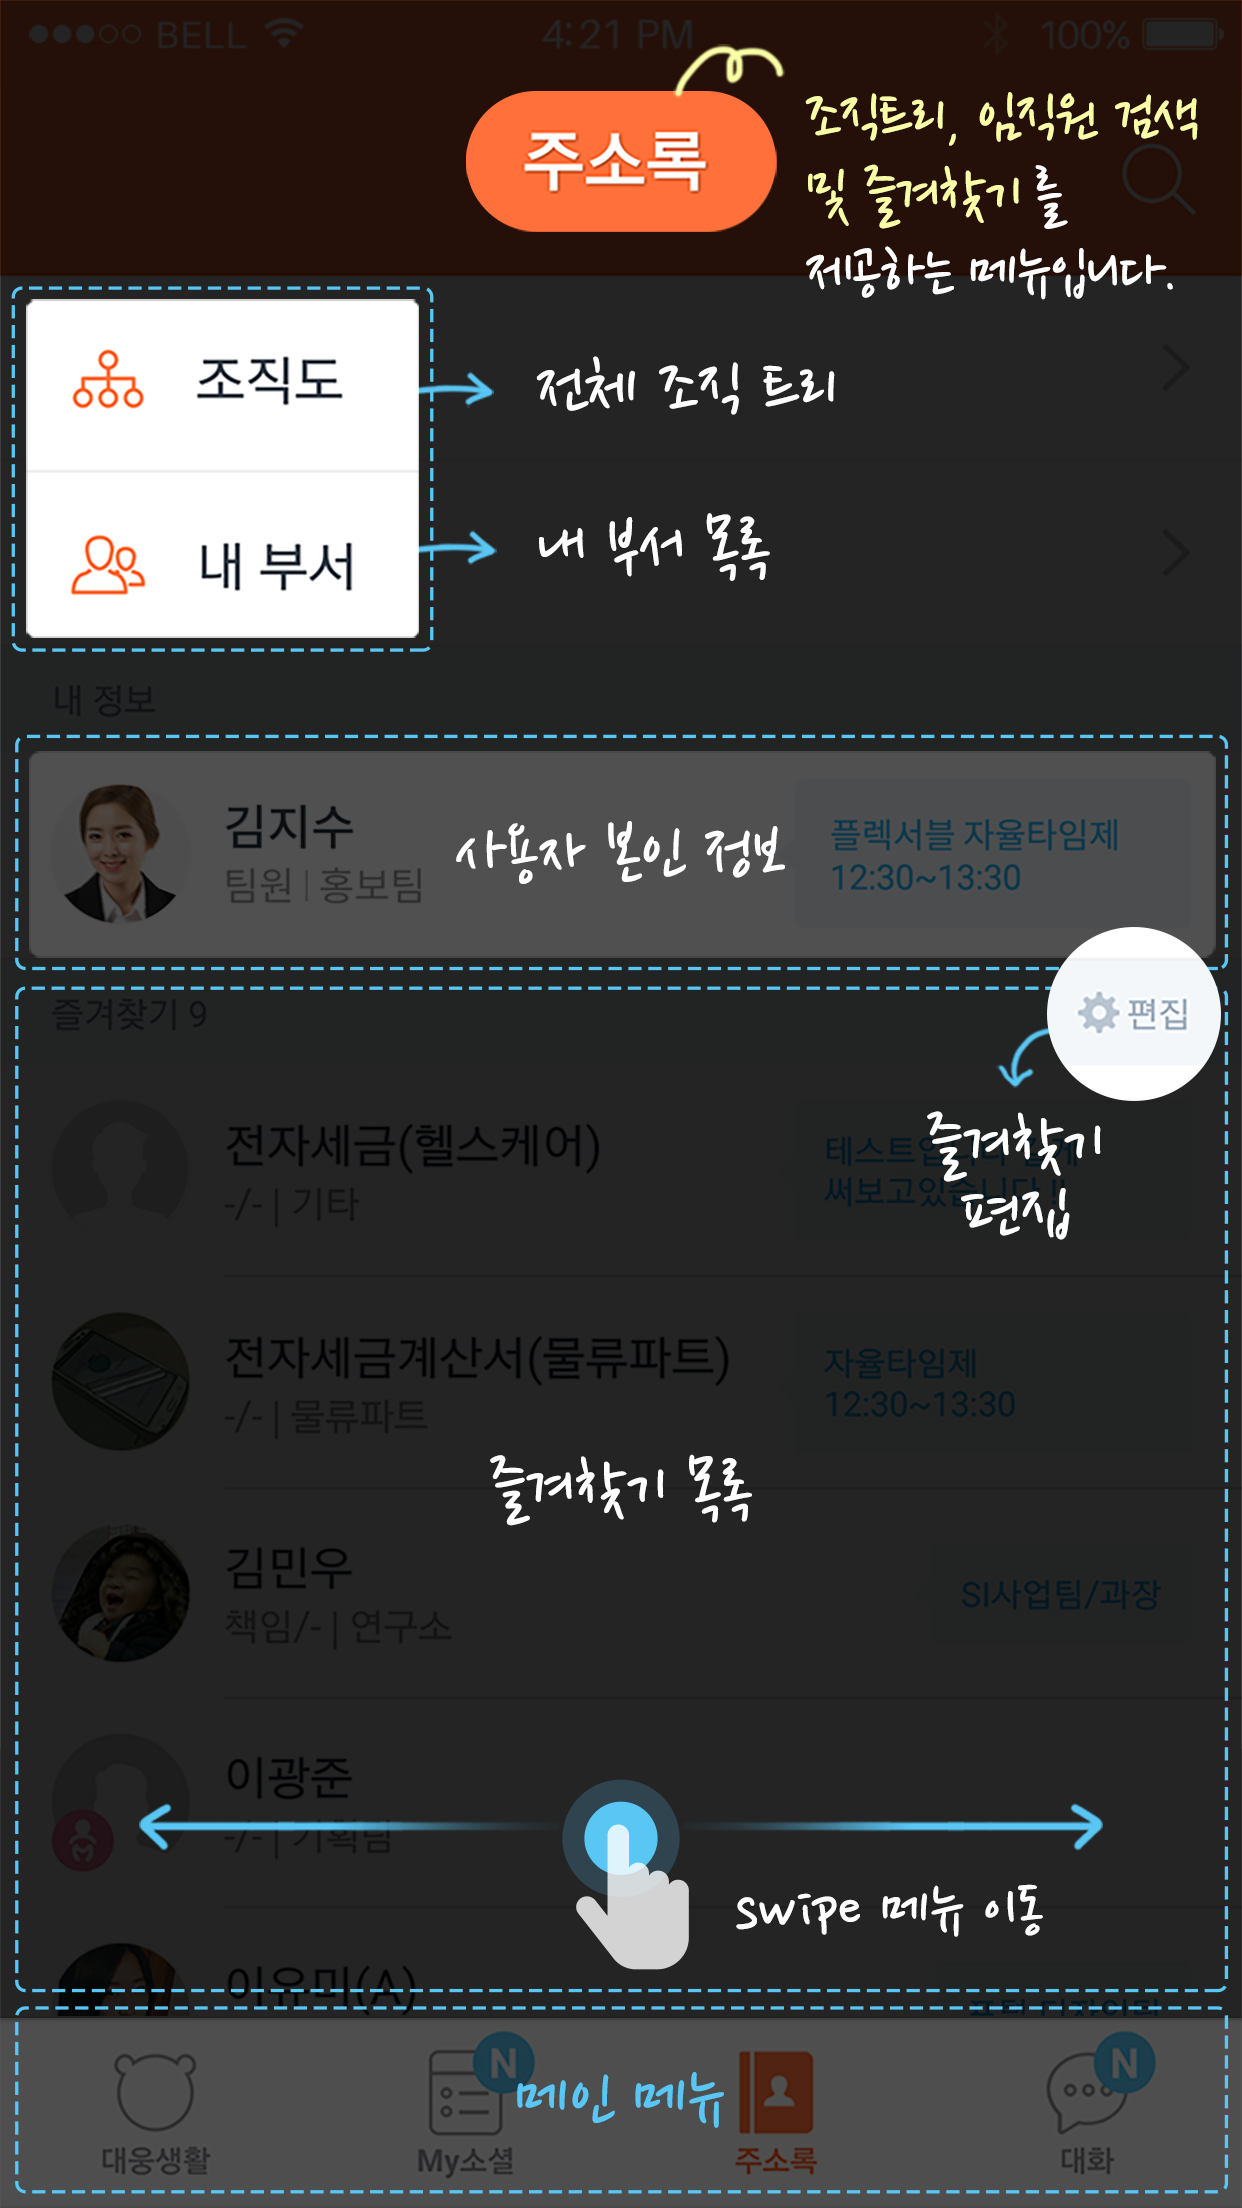 BELL 4:21 PM 100%
주소록
조직트리, 임직원 검색
및 즐겨찾기를
제공하는 메뉴입니다.
조직도
전체 조직 트리
내 부서
내 부서 목록
내 정보
김지수
팀원 | 홍보팀
사용자 본인 정보
플렉서블 자율타임제
12:30~13:30
즐겨찾기 9
편집
즐겨찾기
편집
전자세금(헬스케어)
-/- | 기타
써보고있습니다!!
전자세금계산서(물류파트)
-/- | 물류파트
자율타임제
12:30~13:30
즐겨찾기 목록
김민우
책임/- | 연구소
SI사업팀/과장
이광준
-/- | 기획팀
swipe 메뉴 이동
이유미(A)
메인 메뉴
N
N
대웅생활
My소셜
주소록
대화